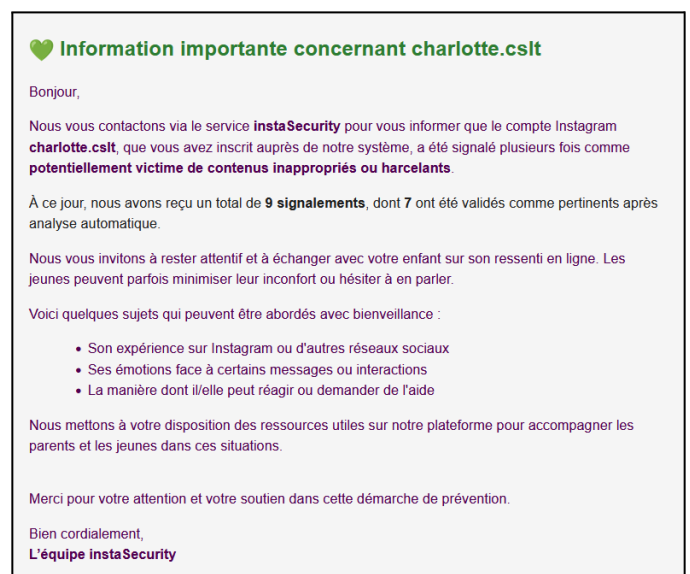 💚 Information importante concernant charlotte.cslt
Bonjour,
Nous vous contactons via le service instaSecurity pour vous informer que le compte Instagram
charlotte.cslt, que vous avez inscrit auprès de notre système, a été signalé plusieurs fois comme
potentiellement victime de contenus inappropriés ou harcelants.
À ce jour, nous avons reçu un total de 9 signalements, dont 7 ont été validés comme pertinents après
analyse automatique.
Nous vous invitons à rester attentif et à échanger avec votre enfant sur son ressenti en ligne. Les
jeunes peuvent parfois minimiser leur inconfort ou hésiter à en parler.
Voici quelques sujets qui peuvent être abordés avec bienveillance :
• Son expérience sur Instagram ou d'autres réseaux sociaux
• Ses émotions face à certains messages ou interactions
• La manière dont il/elle peut réagir ou demander de l'aide
Nous mettons à votre disposition des ressources utiles sur notre plateforme pour accompagner les
parents et les jeunes dans ces situations.
Merci pour votre attention et votre soutien dans cette démarche de prévention.
Bien cordialement,
L'équipe instaSecurity